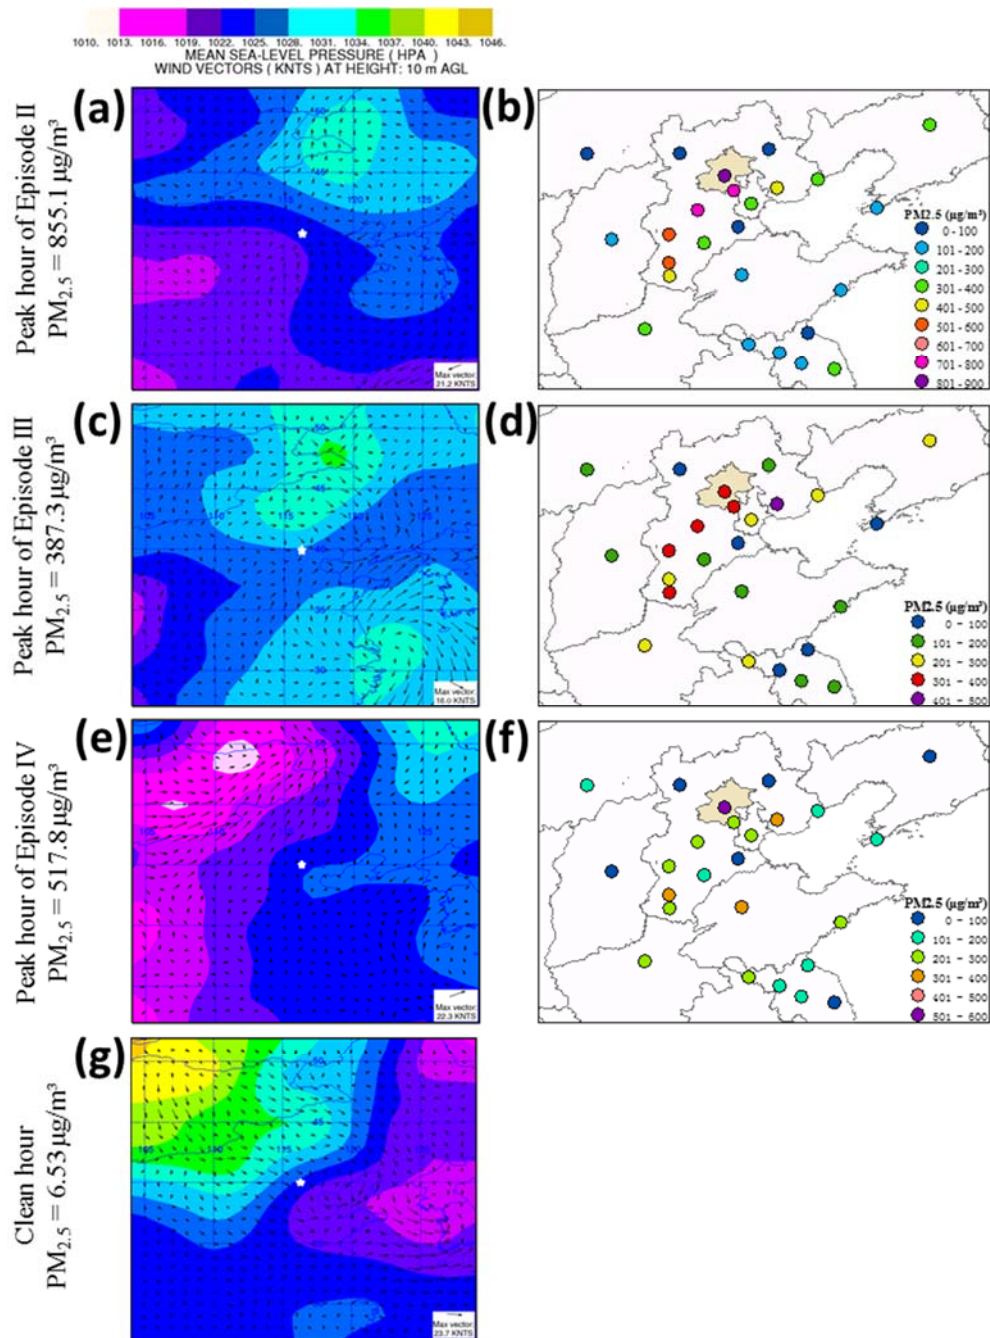 1010. 1013. 1016. 1019. 1022. 1025. 1028. 1031. 1034. 1037. 1040. 1043. 1046.
MEAN SEA-LEVEL PRESSURE ( HPA )
WIND VECTORS ( KNTS ) AT HEIGHT: 10 m AGL
Peak hour of Episode II
PM2.5 = 855.1 µg/m³
(a)
Max vector:
21.2 KNTS
(b)
PM2.5 (µg/m³)
0 - 100
101 - 200
201 - 300
301 - 400
401 - 500
501 - 600
601 - 700
701 - 800
801 - 900
Peak hour of Episode III
PM2.5 = 387.3 µg/m³
(c)
Max vector:
16.0 KNTS
(d)
PM2.5 (µg/m³)
0 - 100
101 - 200
201 - 300
301 - 400
401 - 500
Peak hour of Episode IV
PM2.5 = 517.8 µg/m³
(e)
Max vector:
22.3 KNTS
(f)
PM2.5 (µg/m³)
0 - 100
101 - 200
201 - 300
301 - 400
401 - 500
501 - 600
Clean hour
PM2.5 = 6.53 µg/m³
(g)
Max vector:
23.7 KNTS